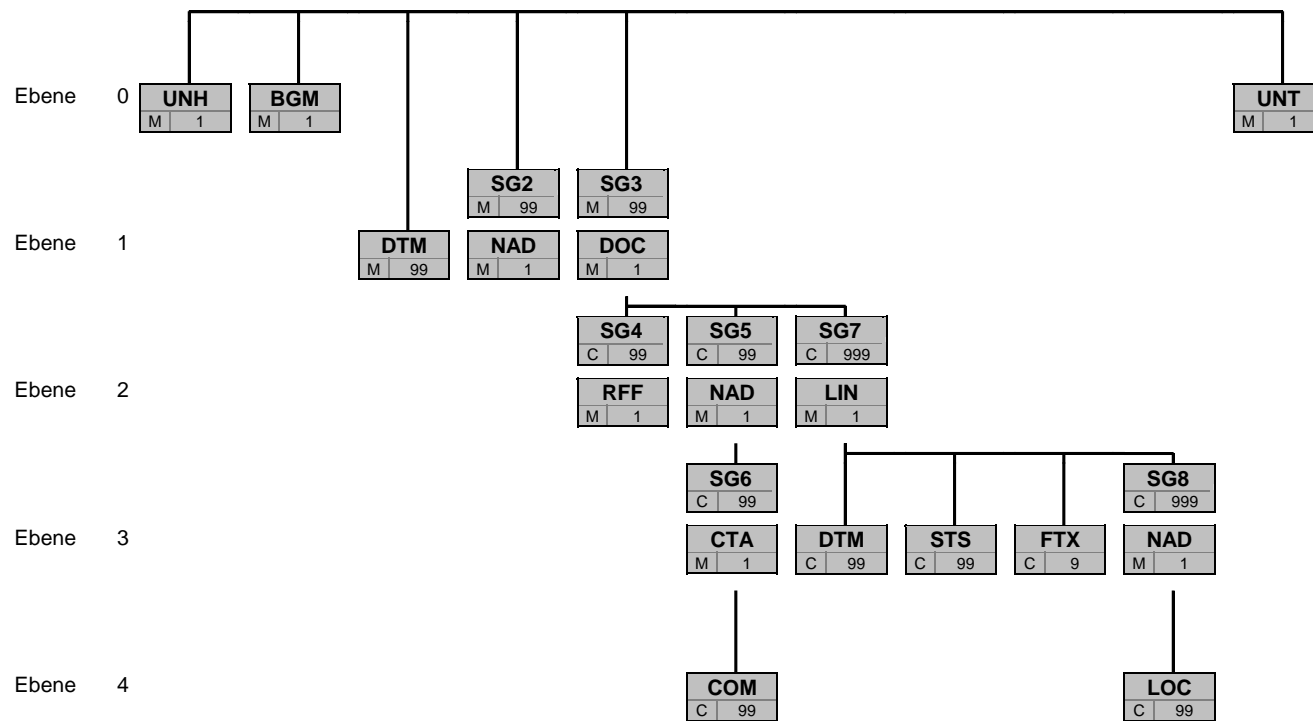 Ebene 0 UNH BGM UNT
M 1 M 1 M 1
SG2 SG3
M 99 M 99
Ebene 1 DTM NAD DOC
M 99 M 1 M 1
SG4 SG5 SG7
C 99 C 99 C 999
Ebene 2 RFF NAD LIN
M 1 M 1 M 1
SG6 SG8
C 99 C 999
Ebene 3 CTA DTM STS FTX NAD
M 1 C 99 C 99 C 9 M 1
Ebene 4 COM LOC
C 99 C 99